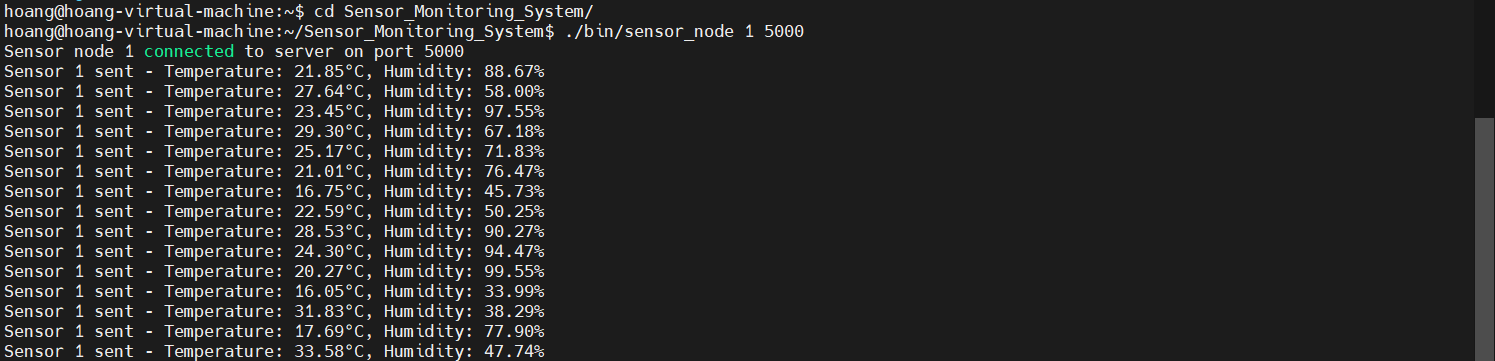 hoang@hoang-virtual-machine:~$ cd Sensor_Monitoring_System/
hoang@hoang-virtual-machine:~/Sensor_Monitoring_System$ ./bin/sensor_node 1 5000
Sensor node 1 connected to server on port 5000
Sensor 1 sent - Temperature: 21.85°C, Humidity: 88.67%
Sensor 1 sent - Temperature: 27.64°C, Humidity: 58.00%
Sensor 1 sent - Temperature: 23.45°C, Humidity: 97.55%
Sensor 1 sent - Temperature: 29.30°C, Humidity: 67.18%
Sensor 1 sent - Temperature: 25.17°C, Humidity: 71.83%
Sensor 1 sent - Temperature: 21.01°C, Humidity: 76.47%
Sensor 1 sent - Temperature: 16.75°C, Humidity: 45.73%
Sensor 1 sent - Temperature: 22.59°C, Humidity: 50.25%
Sensor 1 sent - Temperature: 28.53°C, Humidity: 90.27%
Sensor 1 sent - Temperature: 24.30°C, Humidity: 94.47%
Sensor 1 sent - Temperature: 20.27°C, Humidity: 99.55%
Sensor 1 sent - Temperature: 16.05°C, Humidity: 33.99%
Sensor 1 sent - Temperature: 31.83°C, Humidity: 38.29%
Sensor 1 sent - Temperature: 17.69°C, Humidity: 77.90%
Sensor 1 sent - Temperature: 33.58°C, Humidity: 47.74%